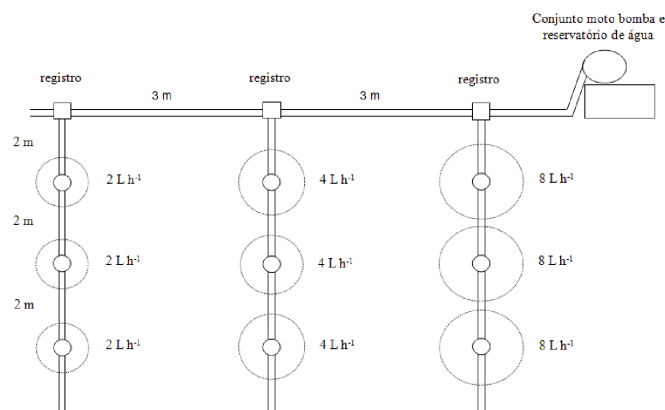 Conjunto moto bomba e
reservatório de água
registro
registro
registro
3 m
3 m
2 m
2 L h⁻¹
4 L h⁻¹
8 L h⁻¹
2 m
2 L h⁻¹
4 L h⁻¹
8 L h⁻¹
2 m
2 L h⁻¹
4 L h⁻¹
8 L h⁻¹